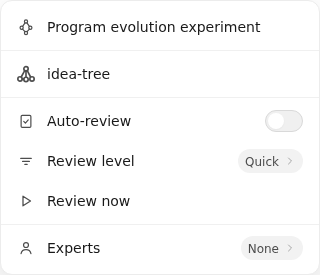 Program evolution experiment
idea-tree
Auto-review
Review level Quick
Review now
Experts None